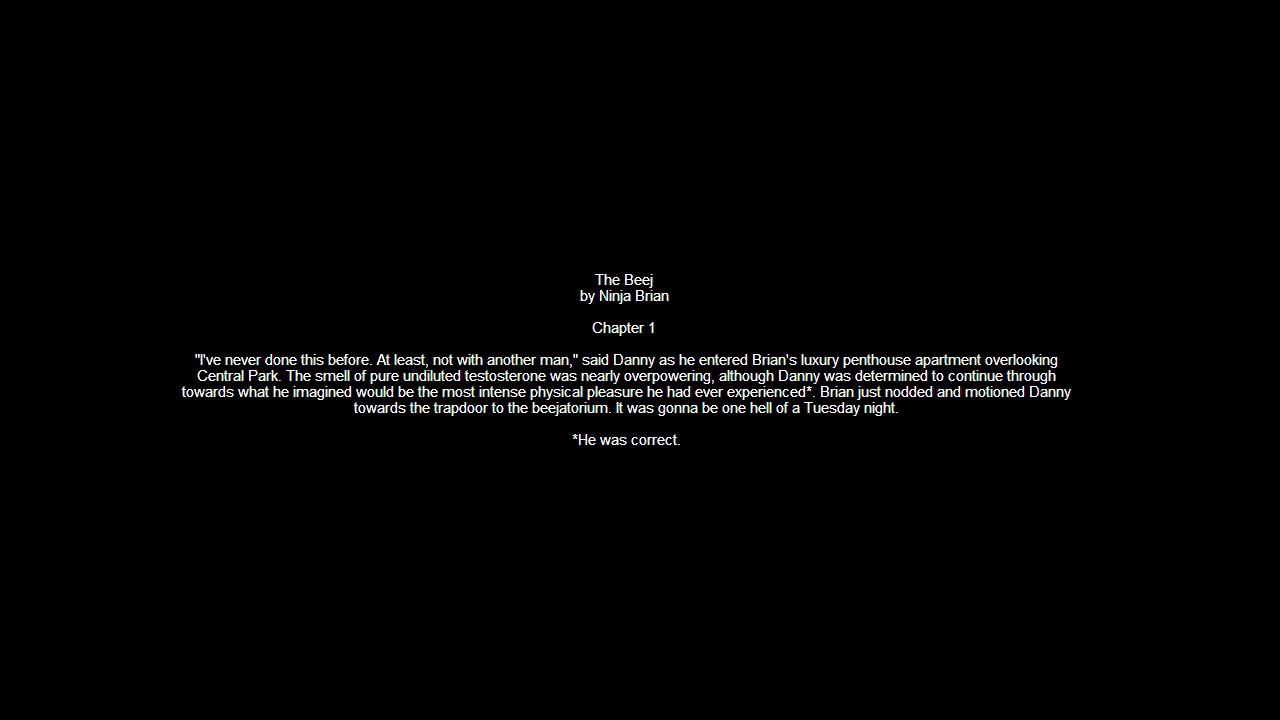 The Beej
by Ninja Brian
Chapter 1
"I've never done this before. At least, not with another man," said Danny as he entered Brian's luxury penthouse apartment overlooking
Central Park. The smell of pure undiluted testosterone was nearly overpowering, although Danny was determined to continue through
towards what he imagined would be the most intense physical pleasure he had ever experienced*. Brian just nodded and motioned Danny
towards the trapdoor to the beejatorium. It was gonna be one hell of a Tuesday night.
*He was correct.